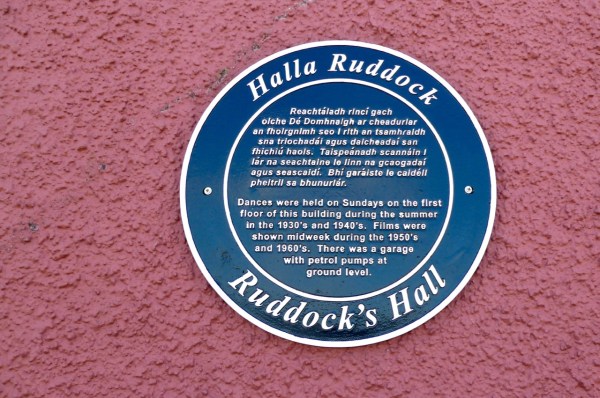 Halla Ruddock
Reachtáladh rincí gach
oíche Dé Domhnaigh ar cheadurlar
an fhoirgnimh seo i rith an tsamhraidh
sna tríochadaí agus daicheadaí san
fhichiú haois. Taispeánadh scannáin i
lár na seachtaine le linn na gcaogadaí
agus seascaidí. Bhí garáiste le caidéil
pheitril sa bhunurlár.
Dances were held on Sundays on the first
floor of this building during the summer
in the 1930's and 1940's. Films were
shown midweek during the 1950's
and 1960's. There was a garage
with petrol pumps at
ground level.
Ruddock's Hall